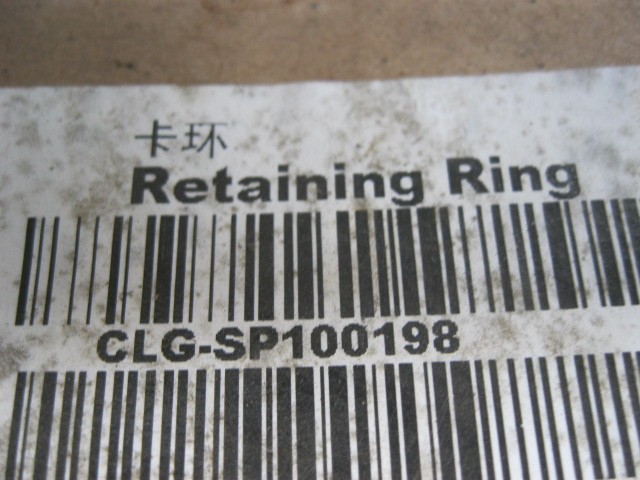 卡环
Retaining Ring
CLG-SP100198